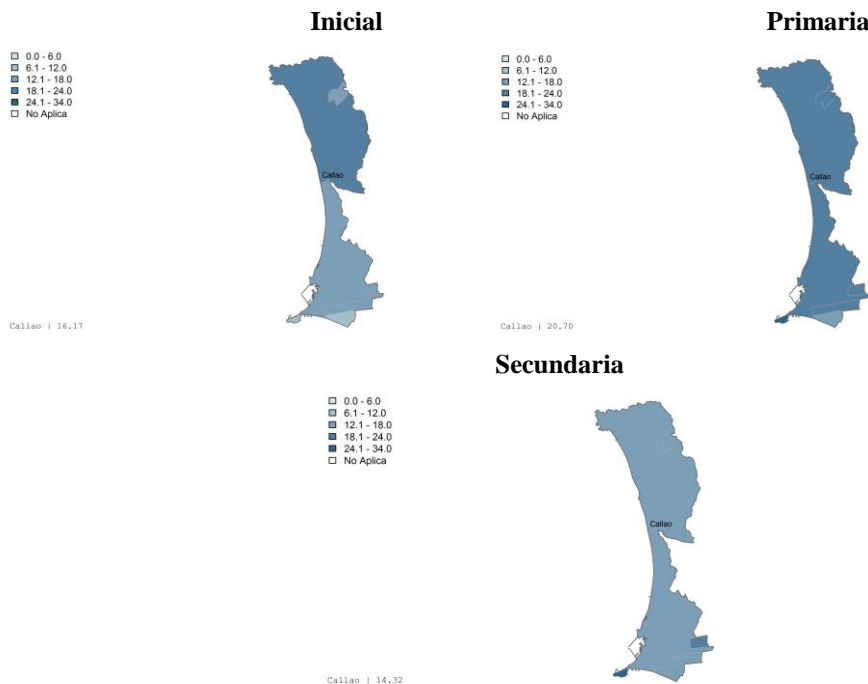 Inicial
0.0 - 6.0
6.1 - 12.0
12.1 - 18.0
18.1 - 24.0
24.1 - 34.0
No Aplica
Callao
Callao | 16.17
Primaria
0.0 - 6.0
6.1 - 12.0
12.1 - 18.0
18.1 - 24.0
24.1 - 34.0
No Aplica
Callao
Callao | 20.70
Secundaria
0.0 - 6.0
6.1 - 12.0
12.1 - 18.0
18.1 - 24.0
24.1 - 34.0
No Aplica
Callao
Callao | 14.32